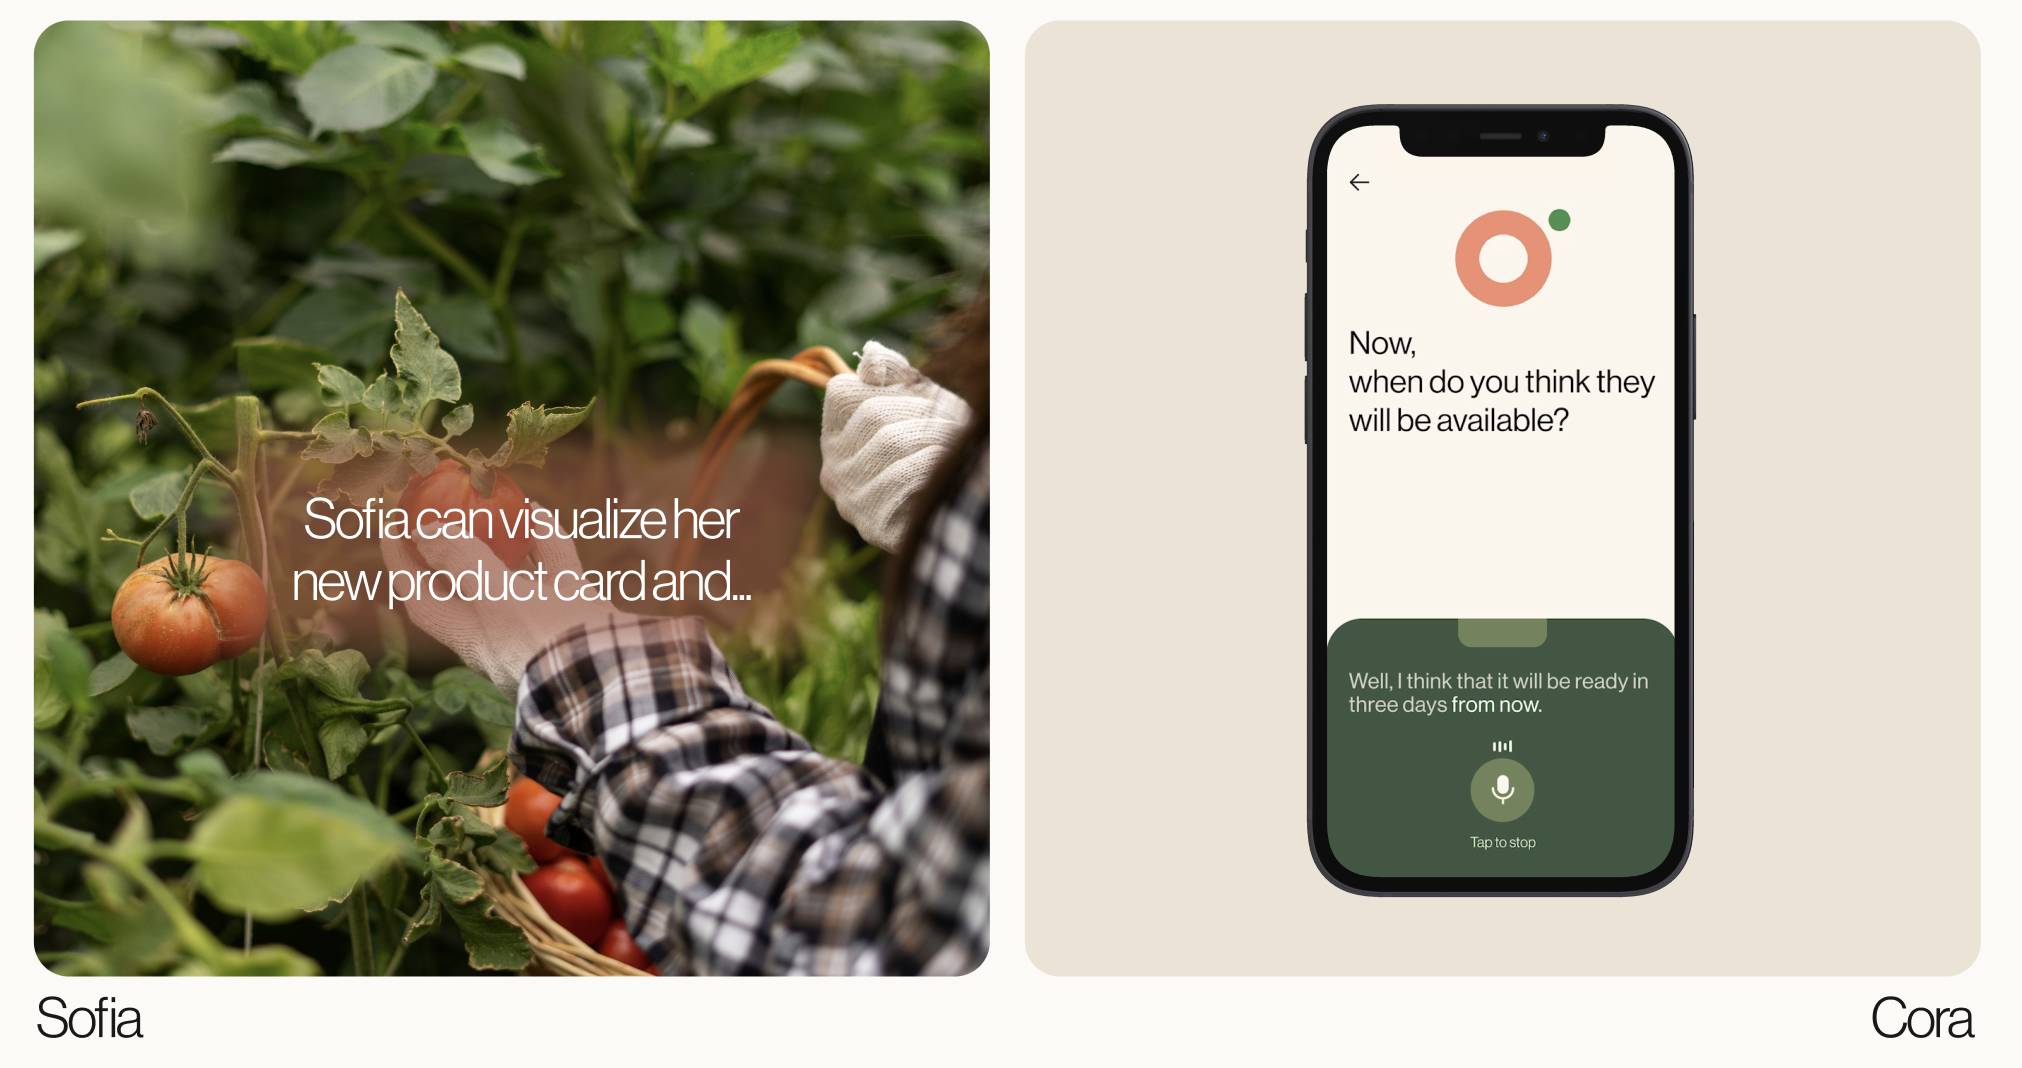 Sofia can visualize her
new product card and...
Now,
when do you think they
will be available?
Well, I think that it will be ready in
three days from now.
Tap to stop
Sofia
Cora